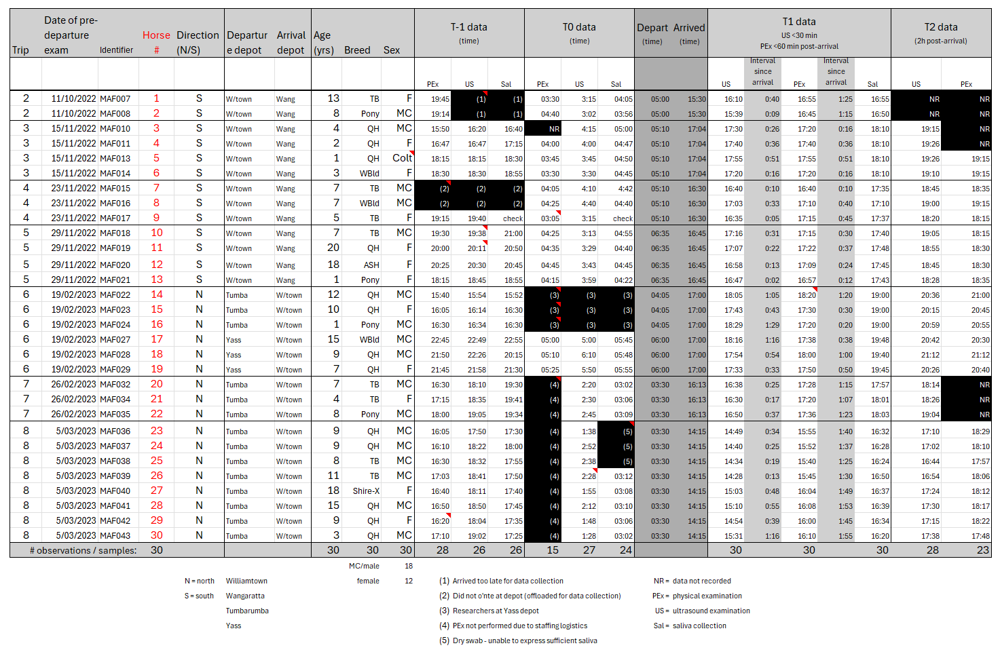 Trip Date of pre-departure exam Identifier Horse # Direction (N/S) Departure depot Arrival depot Age (yrs) Breed Sex T-1 data (time) T0 data (time) Depart (time) Arrived (time) T1 data US <30 min PEx <60 min post-arrival T2 data (2h post-arrival)
PEx US Sal PEx US Sal US Interval since arrival PEx Interval since arrival Sal US PEx
2 11/10/2022 MAF007 1 S W/town Wang 13 TB F 19:45 (1) (1) 03:30 3:15 04:05 05:00 15:30 16:10 0:40 16:55 1:25 16:55 NR NR
2 11/10/2022 MAF008 2 S W/town Wang 8 Pony MC 19:14 (1) (1) 04:40 3:02 03:56 05:00 15:30 15:39 0:09 16:45 1:15 16:50 NR NR
3 15/11/2022 MAF010 3 S W/town Wang 4 QH MC 15:50 16:20 16:40 NR 4:15 05:00 05:10 17:04 17:30 0:26 17:20 0:16 18:10 19:15 NR
3 15/11/2022 MAF011 4 S W/town Wang 2 QH F 16:47 16:47 17:15 04:00 4:00 04:47 05:10 17:04 17:40 0:36 17:40 0:36 18:10 19:26 NR
3 15/11/2022 MAF013 5 S W/town Wang 1 QH Colt 18:15 18:15 18:30 03:45 3:45 04:50 05:10 17:04 17:55 0:51 17:55 0:51 18:10 19:26 19:15
3 15/11/2022 MAF014 6 S W/town Wang 3 WBld F 18:30 18:30 18:55 03:30 3:30 04:45 05:10 17:04 17:20 0:16 17:20 0:16 18:10 19:10 19:15
4 23/11/2022 MAF015 7 S W/town Wang 7 TB MC (2) (2) (2) 04:05 4:10 4:42 05:10 16:30 16:40 0:10 16:40 0:10 17:35 18:45 18:35
4 23/11/2022 MAF016 8 S W/town Wang 7 WBld MC (2) (2) (2) 04:25 4:40 04:40 05:10 16:30 17:03 0:33 17:10 0:40 17:10 19:00 19:15
4 23/11/2022 MAF017 9 S W/town Wang 5 TB F 19:15 19:40 check 03:05 3:15 check 05:10 16:30 16:35 0:05 17:15 0:45 17:37 18:20 18:15
5 29/11/2022 MAF018 10 S W/town Wang 7 TB MC 19:30 19:38 21:00 04:25 3:13 04:55 06:35 16:45 17:16 0:31 17:15 0:30 17:40 19:05 18:15
5 29/11/2022 MAF019 11 S W/town Wang 20 QH F 20:00 20:11 20:50 04:35 3:29 04:40 06:35 16:45 17:07 0:22 17:22 0:37 17:48 18:55 18:30
5 29/11/2022 MAF020 12 S W/town Wang 18 ASH F 20:25 20:30 20:45 04:45 3:43 04:45 06:35 16:45 16:58 0:13 17:09 0:24 17:45 18:45 18:30
5 29/11/2022 MAF021 13 S W/town Wang 1 Pony F 18:15 18:45 18:55 04:15 3:59 04:22 06:35 16:45 16:47 0:02 16:57 0:12 17:43 18:28 18:35
6 19/02/2023 MAF022 14 N Tumba W/town 12 QH MC 15:40 15:54 15:52 (3) (3) (3) 04:05 17:00 18:05 1:05 18:20 1:20 19:00 20:36 21:00
6 19/02/2023 MAF023 15 N Tumba W/town 10 QH F 16:05 16:14 16:30 (3) (3) (3) 04:05 17:00 17:43 0:43 17:30 0:30 19:00 20:15 20:45
6 19/02/2023 MAF024 16 N Tumba W/town 1 Pony MC 16:30 16:34 16:30 (3) (3) (3) 04:05 17:00 18:29 1:29 17:20 0:20 19:00 20:59 20:55
6 19/02/2023 MAF027 17 N Yass W/town 15 WBld MC 22:45 22:49 22:55 05:00 5:00 05:45 06:00 17:00 18:16 1:16 17:38 0:38 19:48 20:42 20:30
6 19/02/2023 MAF028 18 N Yass W/town 9 QH MC 21:50 22:26 20:15 05:10 6:10 05:48 06:00 17:00 17:54 0:54 18:00 1:00 19:40 21:12 21:12
6 19/02/2023 MAF029 19 N Yass W/town 7 QH F 21:45 21:58 21:30 05:25 5:50 05:55 06:00 17:00 17:33 0:33 17:50 0:50 19:45 20:26 20:40
7 26/02/2023 MAF032 20 N Tumba W/town 7 TB MC 16:30 18:10 19:30 (4) 2:20 03:02 03:30 16:13 16:38 0:25 17:28 1:15 17:57 18:14 NR
7 26/02/2023 MAF034 21 N Tumba W/town 4 TB F 17:15 18:35 19:41 (4) 2:30 03:06 03:30 16:13 16:30 0:17 17:20 1:07 18:01 18:26 NR
7 26/02/2023 MAF035 22 N Tumba W/town 8 Pony MC 18:00 19:05 19:34 (4) 2:45 03:09 03:30 16:13 16:50 0:37 17:36 1:23 18:03 19:04 NR
8 5/03/2023 MAF036 23 N Tumba W/town 9 QH MC 16:05 17:50 17:30 (4) 1:38 (5) 03:30 14:15 14:49 0:34 15:55 1:40 16:32 17:10 18:29
8 5/03/2023 MAF037 24 N Tumba W/town 9 QH MC 16:10 18:22 18:00 (4) 2:52 (5) 03:30 14:15 14:40 0:25 15:52 1:37 16:28 17:02 18:10
8 5/03/2023 MAF038 25 N Tumba W/town 8 TB MC 16:30 18:32 17:55 (4) 2:38 (5) 03:30 14:15 14:34 0:19 15:40 1:25 16:24 16:44 17:57
8 5/03/2023 MAF039 26 N Tumba W/town 11 TB MC 17:03 18:41 17:50 (4) 2:28 03:12 03:30 14:15 14:28 0:13 15:45 1:30 16:50 16:54 18:06
8 5/03/2023 MAF040 27 N Tumba W/town 18 Shire-X F 16:40 18:11 17:40 (4) 1:55 03:08 03:30 14:15 15:03 0:48 16:04 1:49 16:37 17:24 18:12
8 5/03/2023 MAF041 28 N Tumba W/town 15 QH MC 16:50 18:50 17:45 (4) 2:12 03:10 03:30 14:15 15:10 0:55 16:08 1:53 16:39 17:30 18:17
8 5/03/2023 MAF042 29 N Tumba W/town 9 QH F 16:20 18:04 17:35 (4) 1:48 03:06 03:30 14:15 14:54 0:39 16:00 1:45 16:34 17:15 18:22
8 5/03/2023 MAF043 30 N Tumba W/town 3 QH MC 17:10 19:02 17:25 (4) 1:28 03:02 03:30 14:15 15:31 1:16 16:10 1:55 16:20 17:38 17:48
# observations / samples: 30 30 30 30 28 26 26 15 27 24 30 30 30 28 23
MC/male 18
N = north Williamtown female 12 (1) Arrived too late for data collection NR = data not recorded
S = south Wangaratta (2) Did not o'nte at depot (offloaded for data collection) PEx = physical examination
Tumbarumba (3) Researchers at Yass depot US = ultrasound examination
Yass (4) PEx not performed due to staffing logistics Sal = saliva collection
(5) Dry swab - unable to express sufficient saliva